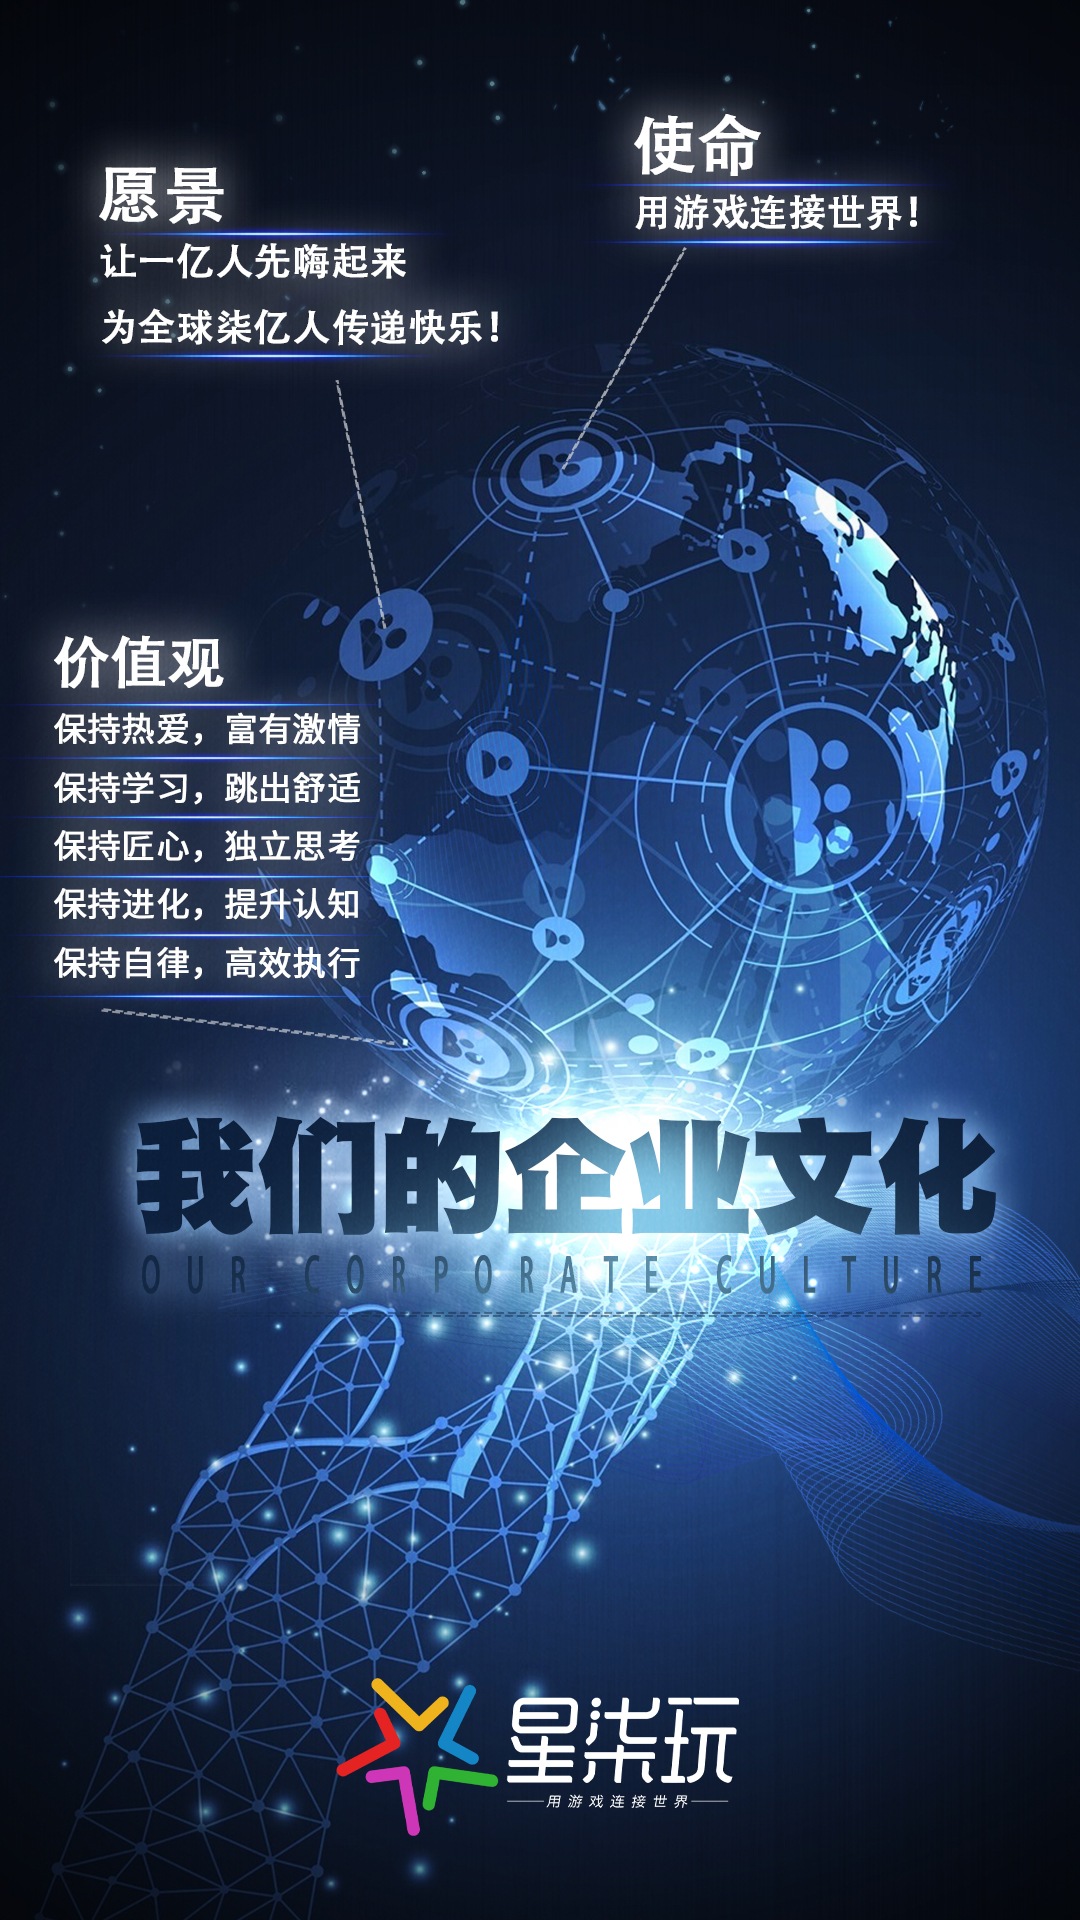 使命
用游戏连接世界！
愿景
让一亿人先嗨起来
为全球柒亿人传递快乐！
价值观
保持热爱，富有激情
保持学习，跳出舒适
保持匠心，独立思考
保持进化，提升认知
保持自律，高效执行
我们的企业文化
OUR CORPORATE CULTURE
星柒玩
用游戏连接世界